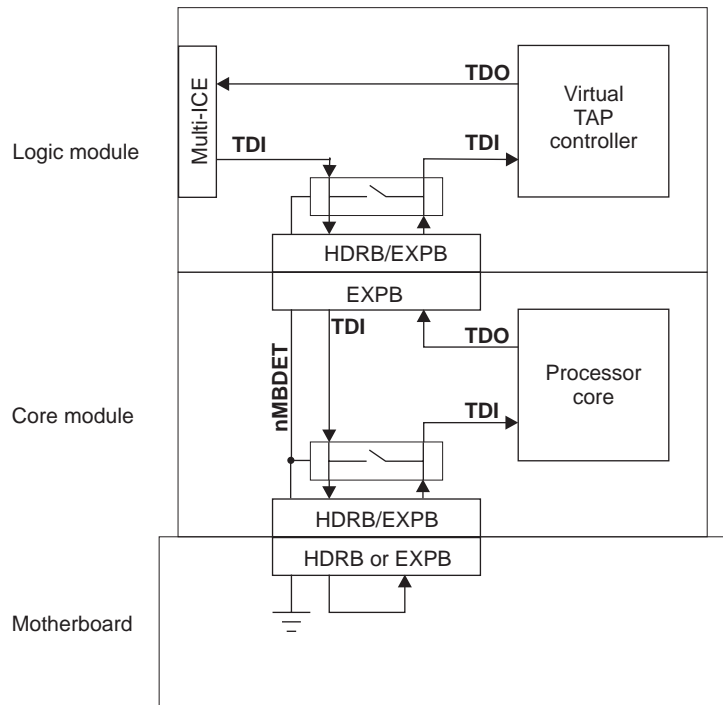 TDO
Virtual
TAP
controller
Multi-ICE
Logic module
TDI
TDI
HDRB/EXPB
EXPB
TDI
TDO
nMBDET
Processor
core
Core module
TDI
HDRB/EXPB
HDRB or EXPB
Motherboard